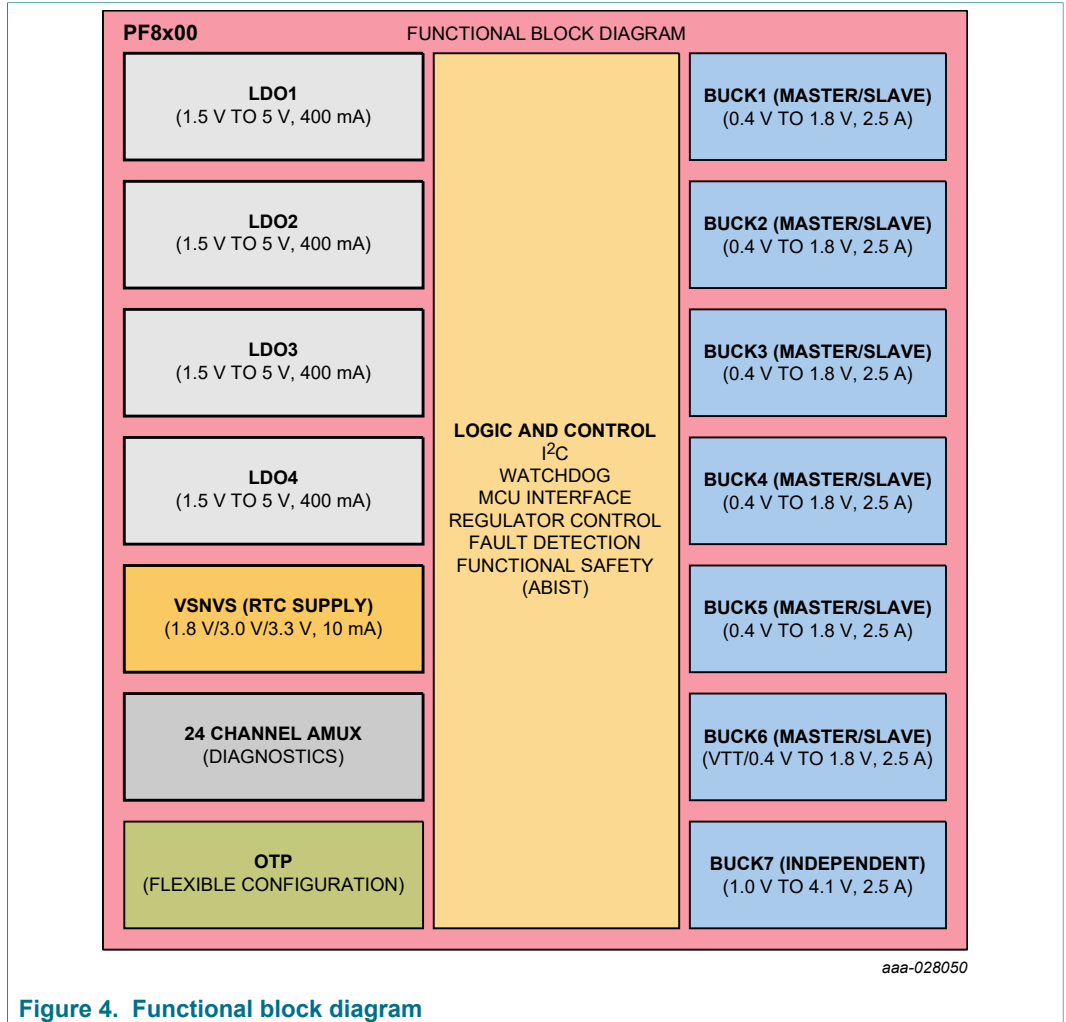 PF8x00
FUNCTIONAL BLOCK DIAGRAM
LDO1
(1.5 V TO 5 V, 400 mA)
LDO2
(1.5 V TO 5 V, 400 mA)
LDO3
(1.5 V TO 5 V, 400 mA)
LDO4
(1.5 V TO 5 V, 400 mA)
VSNVS (RTC SUPPLY)
(1.8 V/3.0 V/3.3 V, 10 mA)
24 CHANNEL AMUX
(DIAGNOSTICS)
OTP
(FLEXIBLE CONFIGURATION)
LOGIC AND CONTROL
I²C
WATCHDOG
MCU INTERFACE
REGULATOR CONTROL
FAULT DETECTION
FUNCTIONAL SAFETY
(ABIST)
BUCK1 (MASTER/SLAVE)
(0.4 V TO 1.8 V, 2.5 A)
BUCK2 (MASTER/SLAVE)
(0.4 V TO 1.8 V, 2.5 A)
BUCK3 (MASTER/SLAVE)
(0.4 V TO 1.8 V, 2.5 A)
BUCK4 (MASTER/SLAVE)
(0.4 V TO 1.8 V, 2.5 A)
BUCK5 (MASTER/SLAVE)
(0.4 V TO 1.8 V, 2.5 A)
BUCK6 (MASTER/SLAVE)
(VTT/0.4 V TO 1.8 V, 2.5 A)
BUCK7 (INDEPENDENT)
(1.0 V TO 4.1 V, 2.5 A)
aaa-028050
Figure 4. Functional block diagram